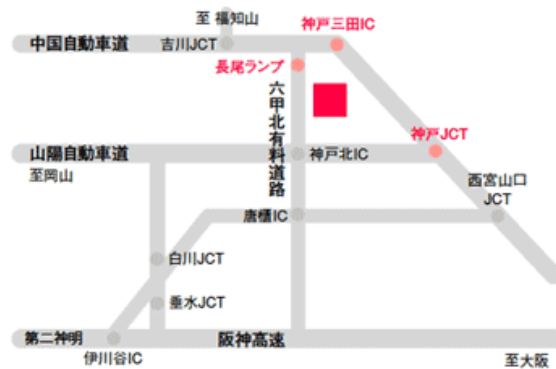 至 福知山
神戸三田IC
中国自動車道
吉川JCT
長尾ランプ
六甲北有料道路
神戸JCT
山陽自動車道
神戸北IC
至岡山
西宮山口
JCT
唐櫃IC
白川JCT
垂水JCT
第二神明
阪神高速
伊川谷IC
至大阪